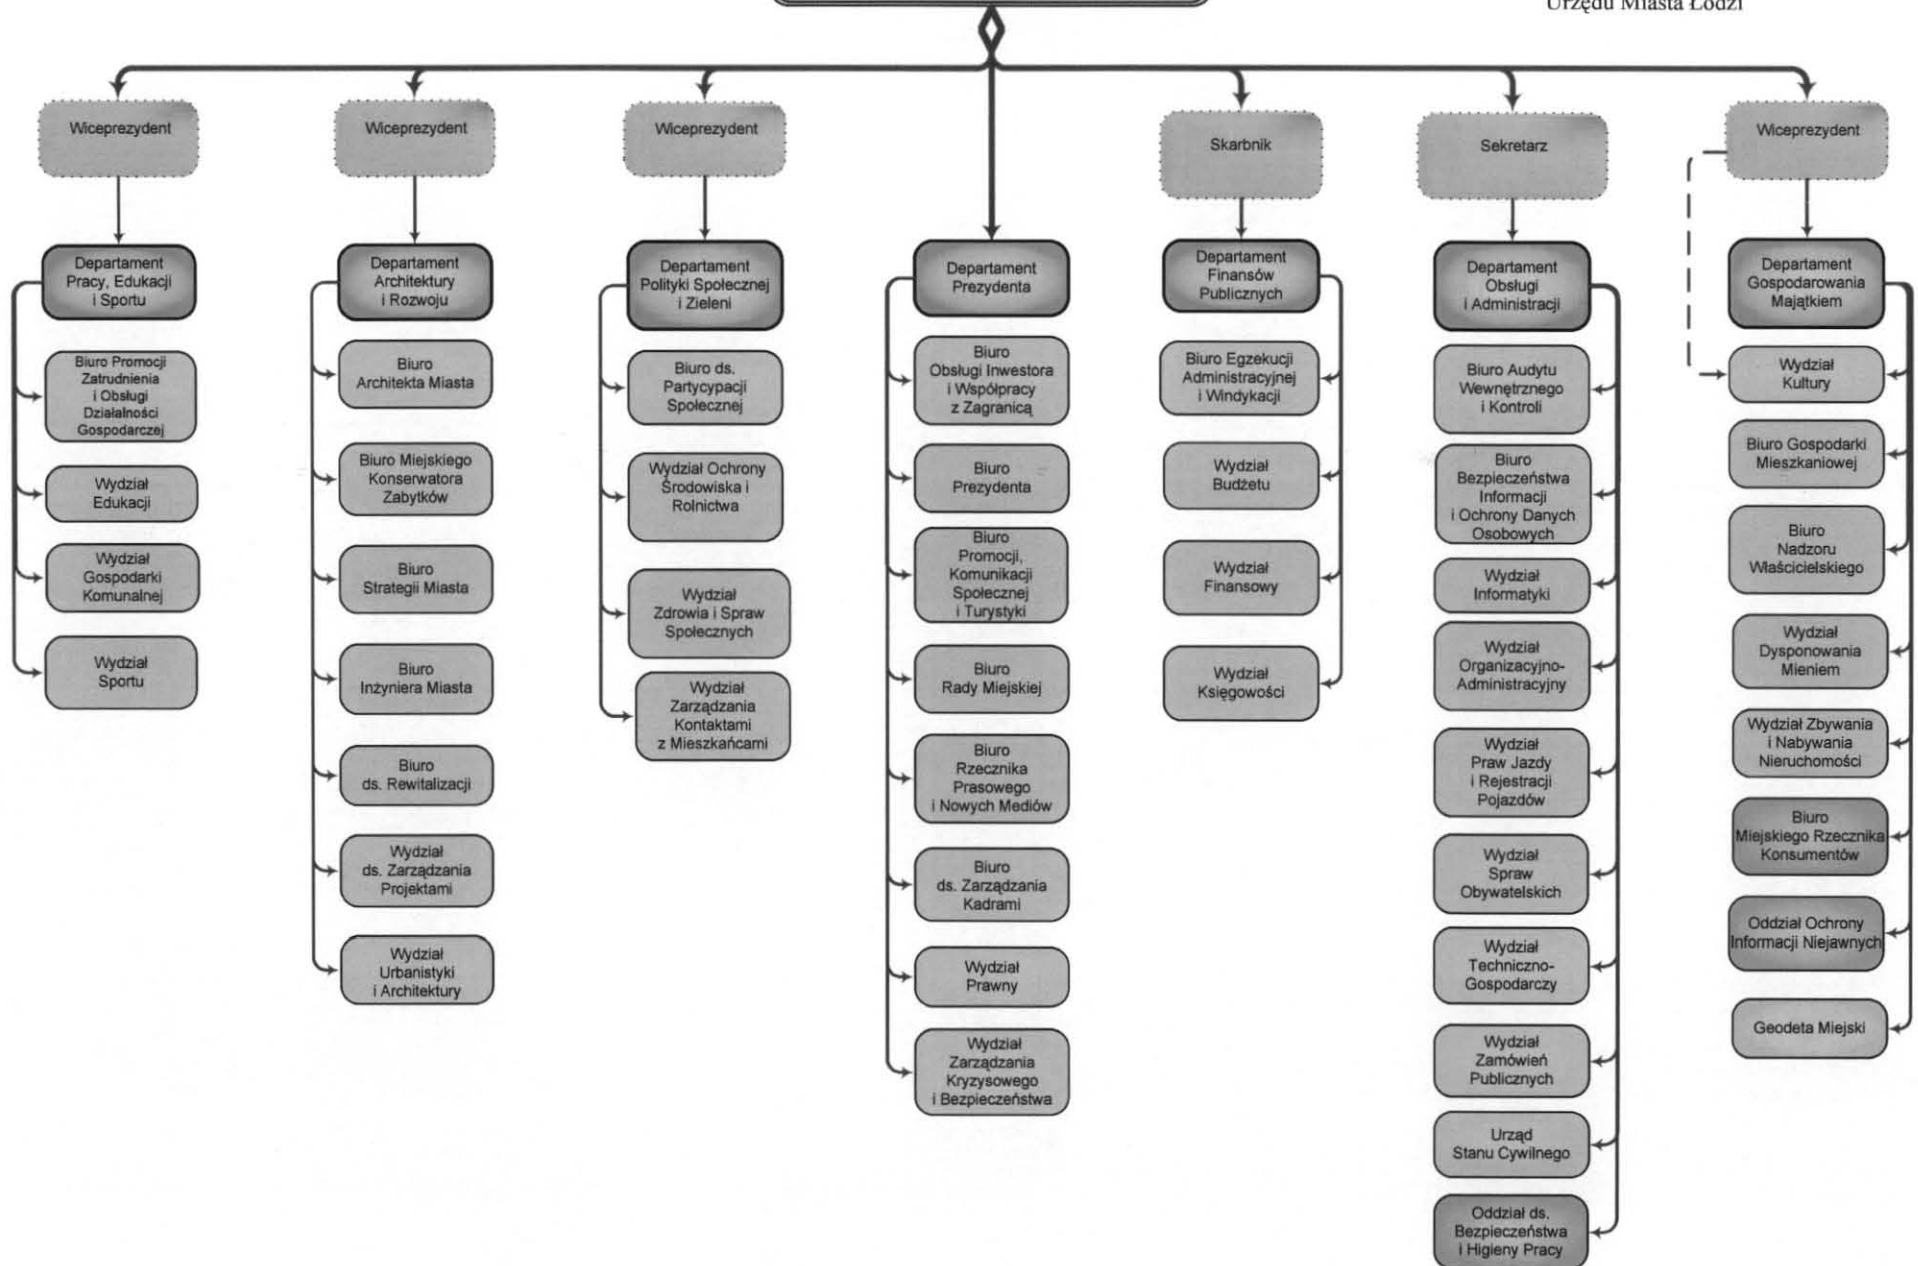 Urzędu Miasta Łodzi
Wiceprezydent
Departament
Pracy, Edukacji
i Sportu
Biuro Promocji
Zatrudnienia
i Obsługi
Działalności
Gospodarczej
Wydział
Edukacji
Wydział
Gospodarki
Komunalnej
Wydział
Sportu
Wiceprezydent
Departament
Architektury
i Rozwoju
Biuro
Architekta Miasta
Biuro Miejskiego
Konserwatora
Zabytków
Biuro
Strategii Miasta
Biuro
Inżyniera Miasta
Biuro
ds. Rewitalizacji
Wydział
ds. Zarządzania
Projektami
Wydział
Urbanistyki
i Architektury
Wiceprezydent
Departament
Polityki Społecznej
i Zieleni
Biuro ds.
Partycypacji
Społecznej
Wydział Ochrony
Środowiska i
Rolnictwa
Wydział
Zdrowia i Spraw
Społecznych
Wydział
Zarządzania
Kontaktami
z Mieszkańcami
Departament
Prezydenta
Biuro
Obsługi Inwestora
i Współpracy
z Zagranicą
Biuro
Prezydenta
Biuro
Promocji,
Komunikacji
Społecznej
i Turystyki
Biuro
Rady Miejskiej
Biuro
Rzecznika
Prasowego
i Nowych Mediów
Biuro
ds. Zarządzania
Kadrami
Wydział
Prawny
Wydział
Zarządzania
Kryzysowego
i Bezpieczeństwa
Skarbnik
Departament
Finansów
Publicznych
Biuro Egzekucji
Administracyjnej
i Windykacji
Wydział
Budżetu
Wydział
Finansowy
Wydział
Księgowości
Sekretarz
Departament
Obsługi
i Administracji
Biuro Audytu
Wewnętrznego
i Kontroli
Biuro
Bezpieczeństwa
Informacji
i Ochrony Danych
Osobowych
Wydział
Informatyki
Wydział
Organizacyjno-
Administracyjny
Wydział
Praw Jazdy
i Rejestracji
Pojazdów
Wydział
Spraw
Obywatelskich
Wydział
Techniczno-
Gospodarczy
Wydział
Zamówień
Publicznych
Urząd
Stanu Cywilnego
Oddział ds.
Bezpieczeństwa
i Higieny Pracy
Wiceprezydent
Departament
Gospodarowania
Majątkiem
Wydział
Kultury
Biuro Gospodarki
Mieszkaniowej
Biuro
Nadzoru
Właścicielskiego
Wydział
Dysponowania
Mieniem
Wydział Zbywania
i Nabywania
Nieruchomości
Biuro
Miejskiego Rzecznika
Konsumentów
Oddział Ochrony
Informacji Niejawnych
Geodeta Miejski